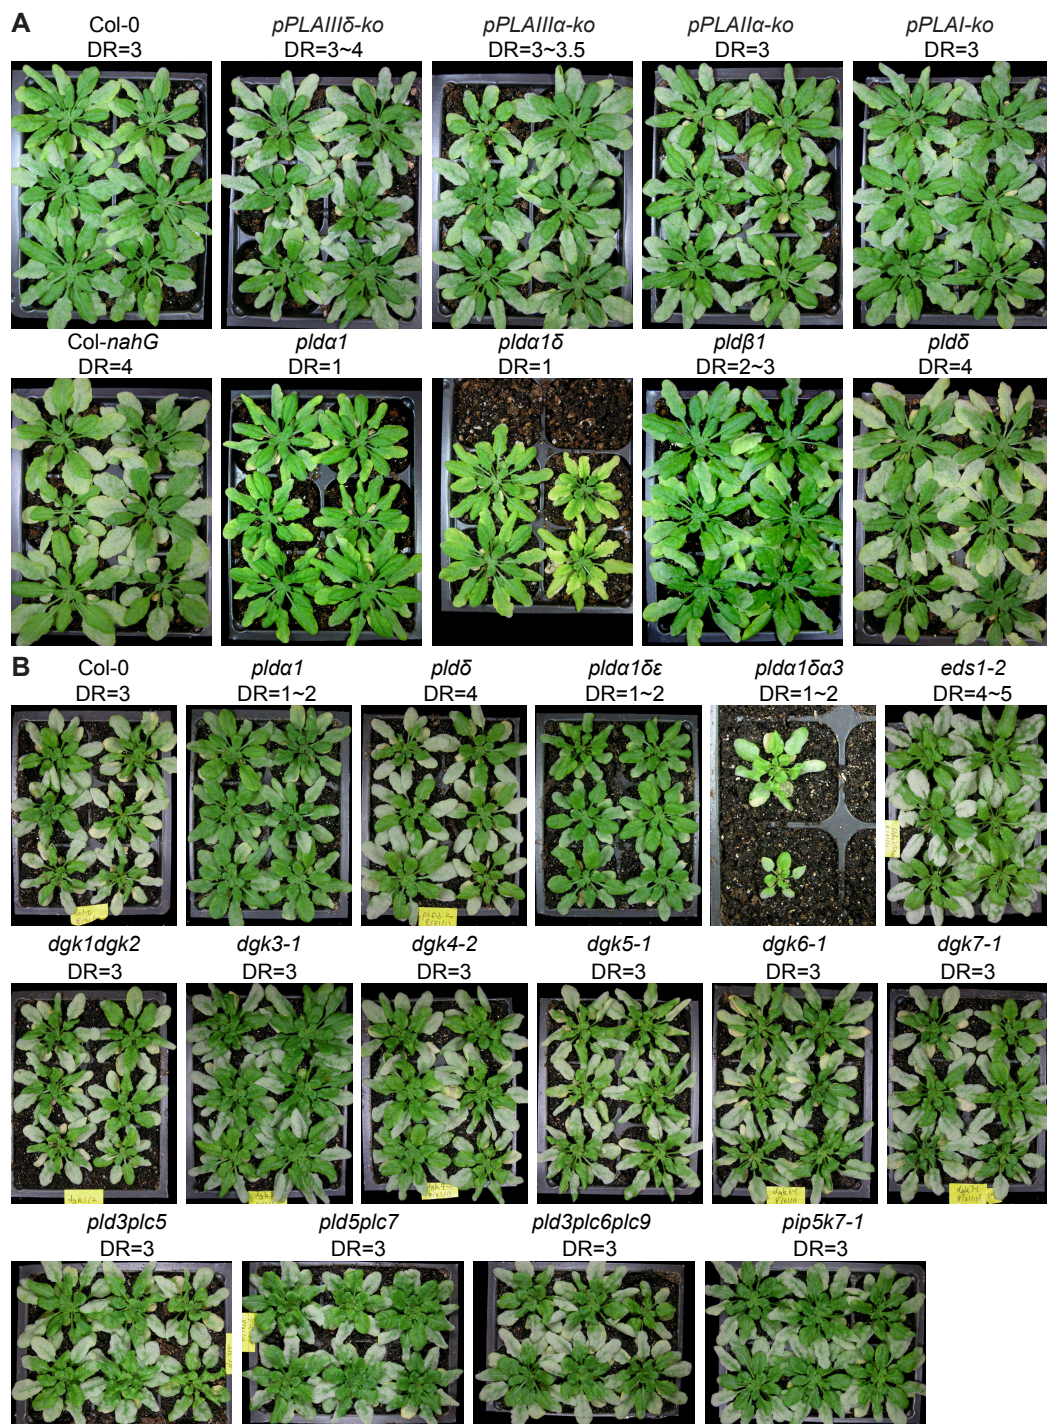 A
Col-0 pPLAIIIδ-ko pPLAIIIα-ko pPLAIIα-ko pPLAI-ko
DR=3 DR=3~4 DR=3~3.5 DR=3 DR=3
Col-nahG pldα1 pldα1δ pldβ1 pldδ
DR=4 DR=1 DR=1 DR=2~3 DR=4
B
Col-0 pldα1 pldδ pldα1δε pldα1δα3 eds1-2
DR=3 DR=1~2 DR=4 DR=1~2 DR=1~2 DR=4~5
dgk1dgk2 dgk3-1 dgk4-2 dgk5-1 dgk6-1 dgk7-1
DR=3 DR=3 DR=3 DR=3 DR=3 DR=3
dgk1/2
pld3plc5 pld5plc7 pld3plc6plc9 pip5k7-1
DR=3 DR=3 DR=3 DR=3